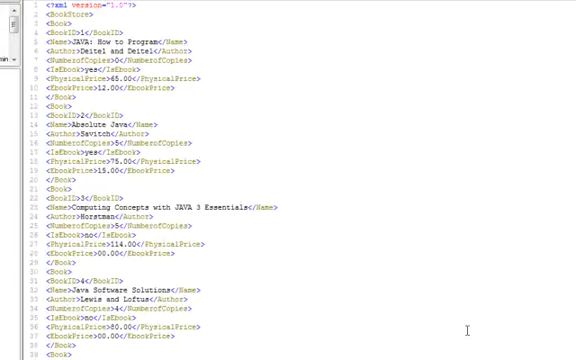 min
1 <?xml version="1.0"?>
2 <BookStore>
3 <Book>
4 <BookID>1</BookID>
5 <Name>JAVA: How to Program</Name>
6 <Author>Deitel and Deitel</Author>
7 <NumberofCopies>0</NumberofCopies>
8 <IsEbook>yes</IsEbook>
9 <PhysicalPrice>65.00</PhysicalPrice>
10 <EbookPrice>12.00</EbookPrice>
11 </Book>
12 <Book>
13 <BookID>2</BookID>
14 <Name>Absolute Java</Name>
15 <Author>Savitch</Author>
16 <NumberofCopies>5</NumberofCopies>
17 <IsEbook>yes</IsEbook>
18 <PhysicalPrice>75.00</PhysicalPrice>
19 <EbookPrice>15.00</EbookPrice>
20 </Book>
21 <Book>
22 <BookID>3</BookID>
23 <Name>Computing Concepts with JAVA 3 Essentials</Name>
24 <Author>Horstman</Author>
25 <NumberofCopies>5</NumberofCopies>
26 <IsEbook>no</IsEbook>
27 <PhysicalPrice>114.00</PhysicalPrice>
28 <EbookPrice>00.00</EbookPrice>
29 </Book>
30 <Book>
31 <BookID>4</BookID>
32 <Name>Java Software Solutions</Name>
33 <Author>Lewis and Loftus</Author>
34 <NumberofCopies>4</NumberofCopies>
35 <IsEbook>no</IsEbook>
36 <PhysicalPrice>80.00</PhysicalPrice>
37 <EbookPrice>00.00</EbookPrice>
38 </Book>
39 <Book>